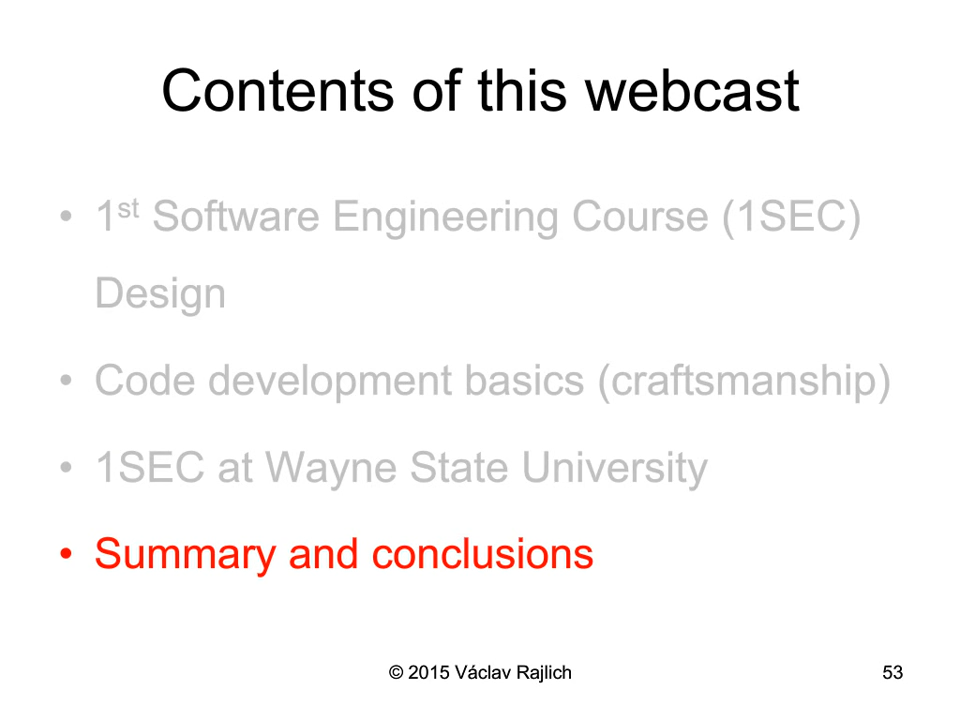 Contents of this webcast
• 1st Software Engineering Course (1SEC)
Design
• Code development basics (craftsmanship)
• 1SEC at Wayne State University
• Summary and conclusions
© 2015 Václav Rajlich
53